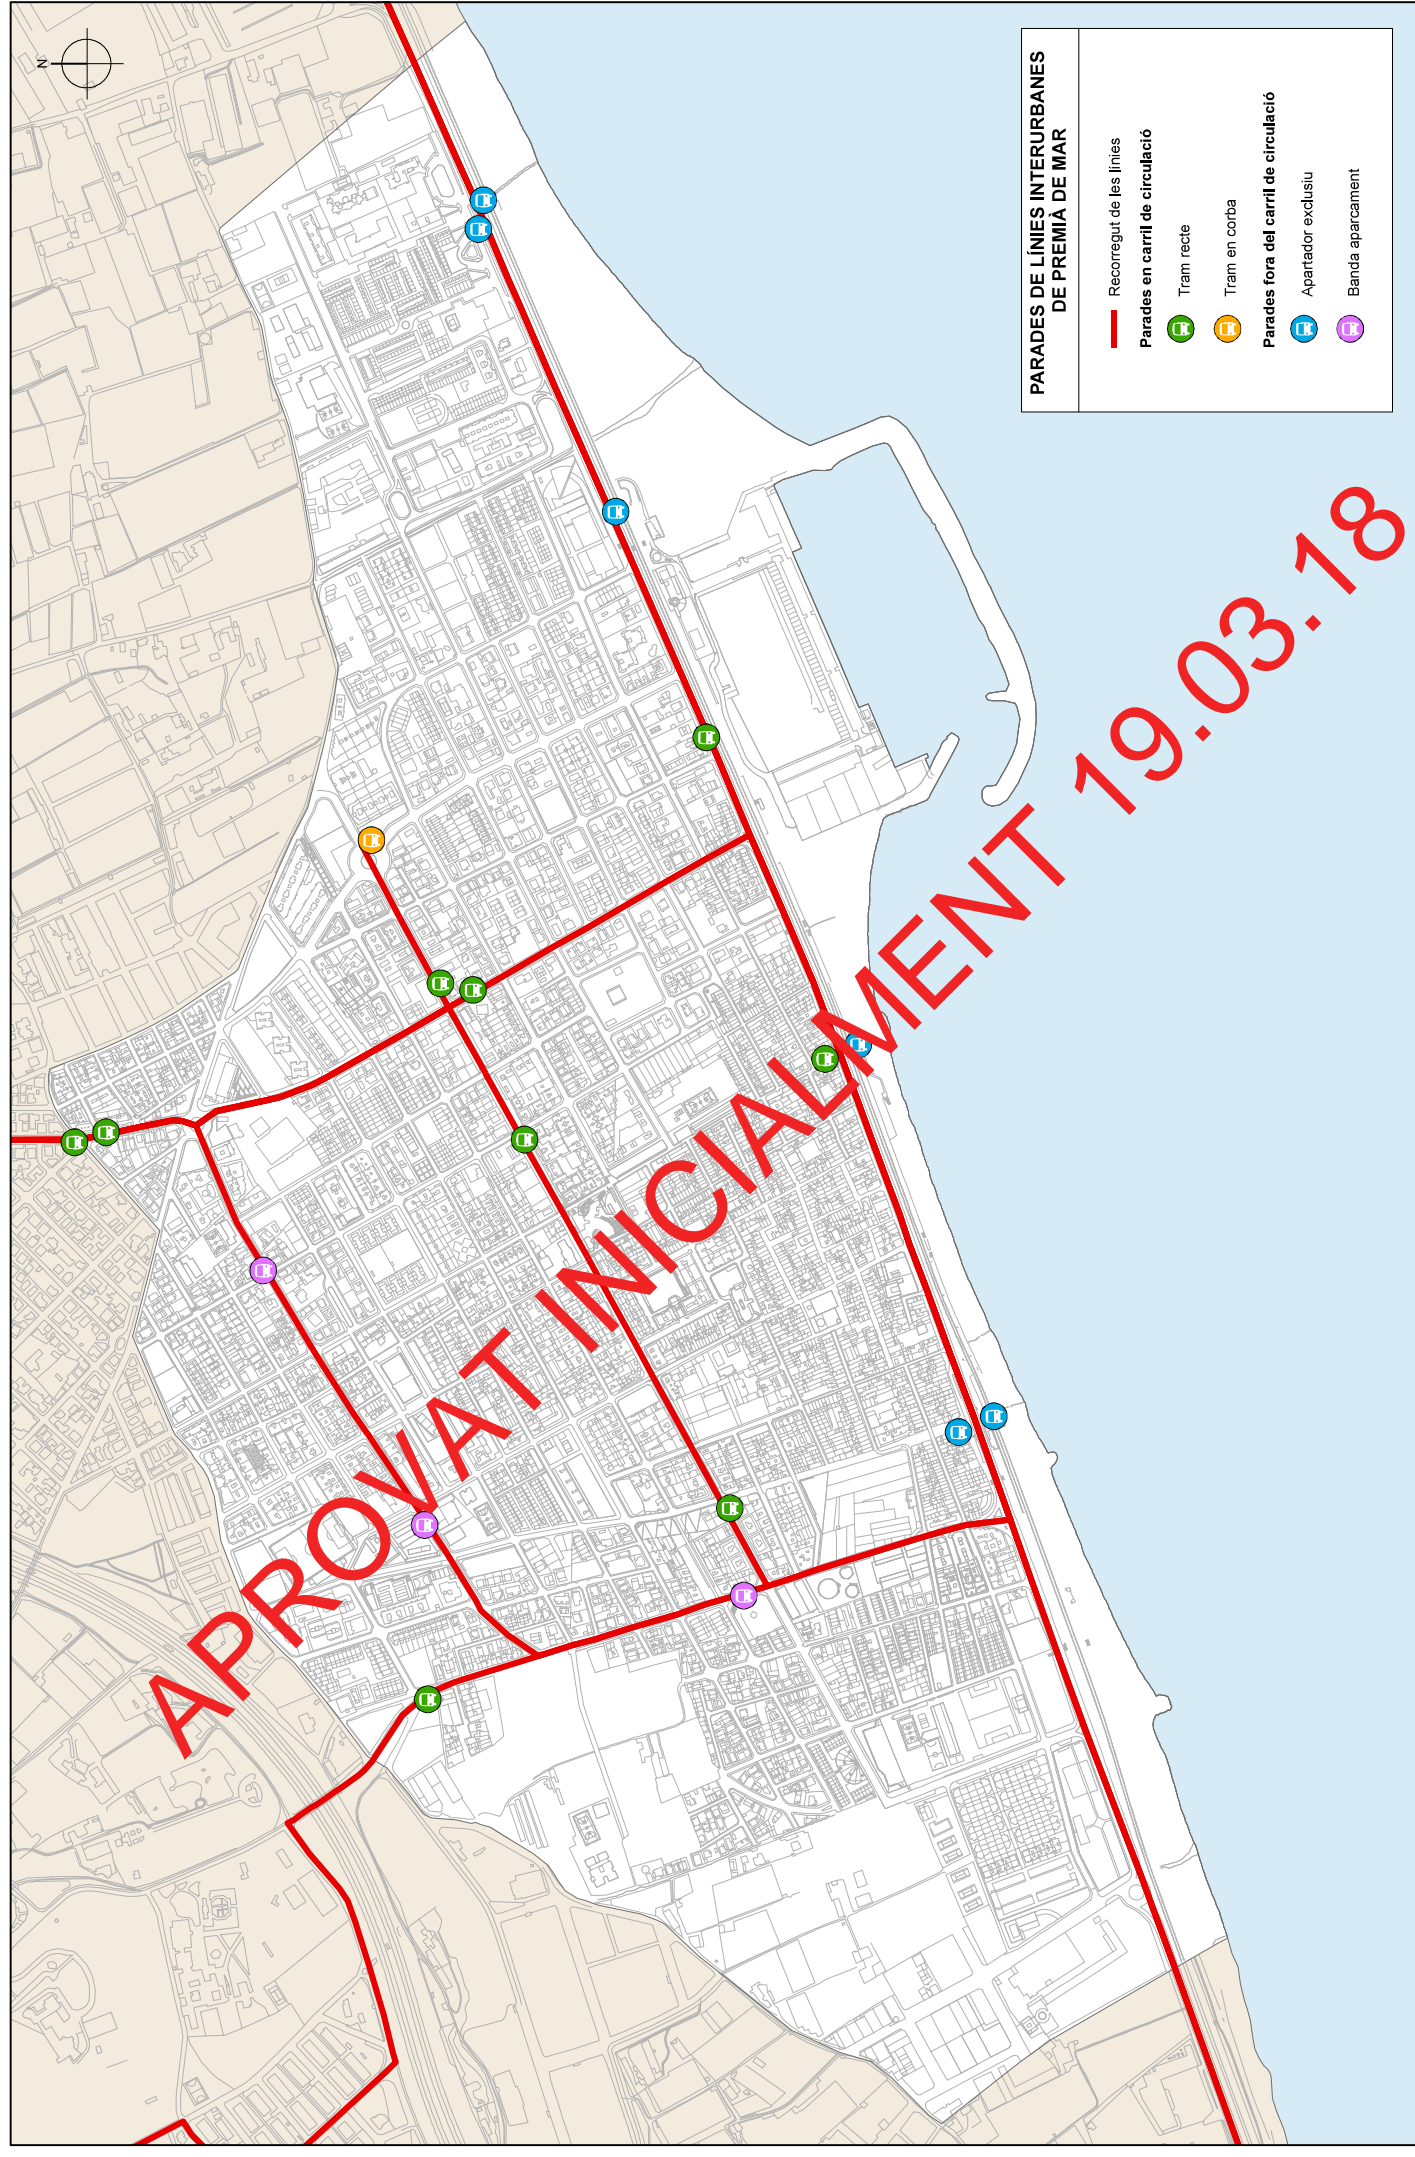 N
PARADES DE LÍNIES INTERURBANES
DE PREMIÀ DE MAR
Recorregut de les línies
Parades en carril de circulació
Tram recte
Tram en corba
Parades fora del carril de circulació
Apartador exclusiu
Banda aparcament
APROVAT INICIALMENT 19.03.18